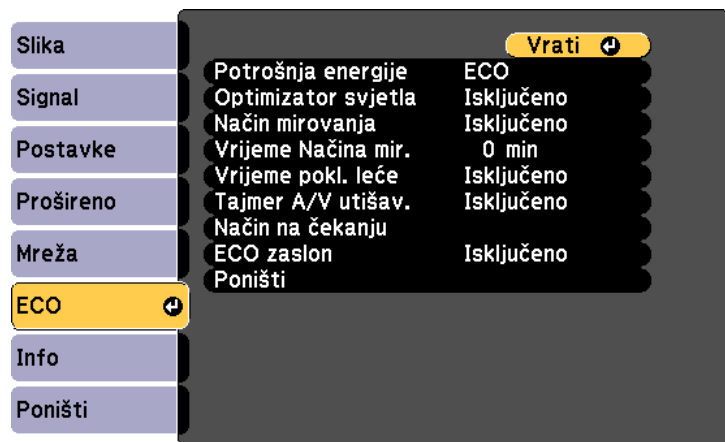 Slika
Signal
Postavke
Prošireno
Mreža
ECO
Info
Poništi
Vrati
Potrošnja energije ECO
Optimizator svjetla Isključeno
Način mirovanja Isključeno
Vrijeme Načina mir. 0 min
Vrijeme pokl. leće Isključeno
Tajmer A/V utišav. Isključeno
Način na čekanju
ECO zaslon Isključeno
Poništi